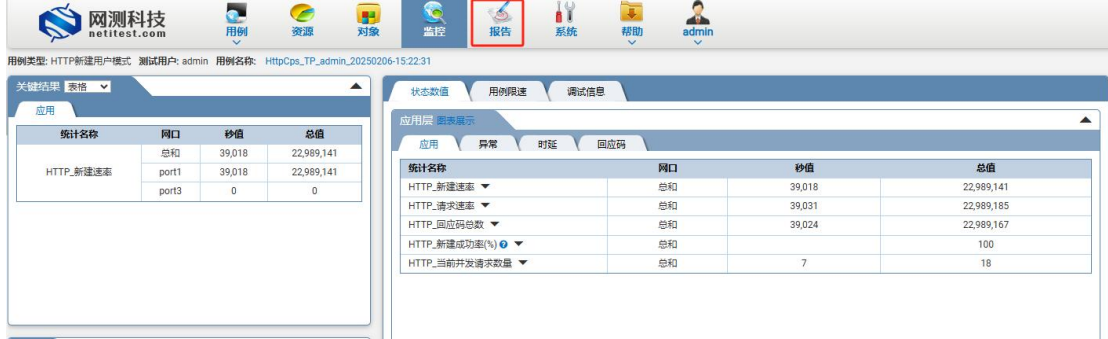 网测科技
netitest.com
用例 资源 对象 监控 报告 系统 帮助 admin
用例类型: HTTP新建用户模式 测试用户: admin 用例名称: HttpCps_TP_admin_20250206-15:22:31
关键结果 表格
应用
统计名称 网口 秒值 总值
HTTP_新建速率 总和 39,018 22,989,141
port1 39,018 22,989,141
port3 0 0
状态数值 用例限速 调试信息
应用层 图表展示
应用 异常 时延 回应码
统计名称 网口 秒值 总值
HTTP_新建速率 总和 39,018 22,989,141
HTTP_请求速率 总和 39,031 22,989,185
HTTP_回应码总数 总和 39,024 22,989,167
HTTP_新建成功率(%) 总和 100
HTTP_当前并发请求数量 总和 7 18